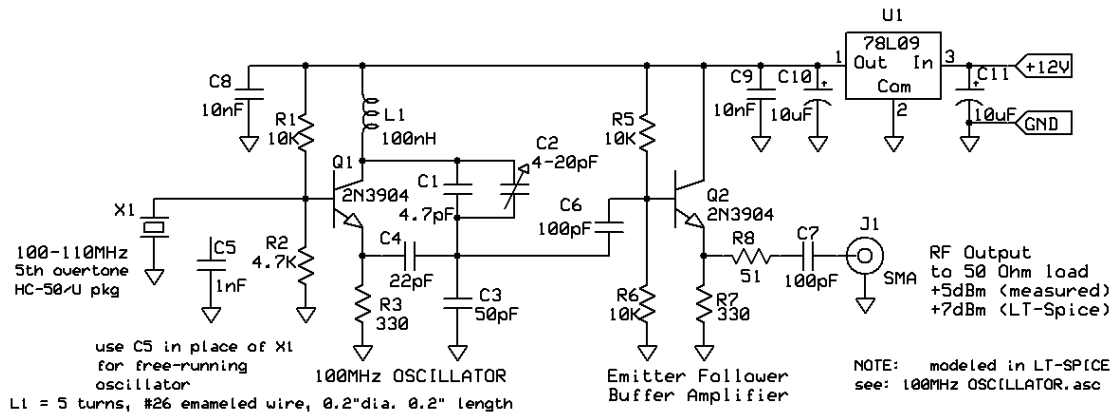 U1
78L09
1
Out
In
3
Com
2
+12V
GND
C8
10nF
R1
10K
L1
100nH
C9
10nF
C10
+
10uF
C11
+
10uF
R5
10K
Q1
2N3904
C2
4-20pF
C1
4.7pF
C6
100pF
Q2
2N3904
X1
100-110MHz
5th overtone
HC-50/U pkg
C5
1nF
R2
4.7K
C4
22pF
R3
330
C3
50pF
R6
10K
R7
330
R8
51
C7
100pF
J1
SMA
RF Output
to 50 Ohm load
+5dBm (measured)
+7dBm (LT-Spice)
use C5 in place of X1
for free-running
oscillator
100MHz OSCILLATOR
Emitter Follower
Buffer Amplifier
NOTE: modeled in LT-SPICE
see: 100MHz OSCILLATOR.asc
L1 = 5 turns, #26 emameled wire, 0.2"dia. 0.2" length